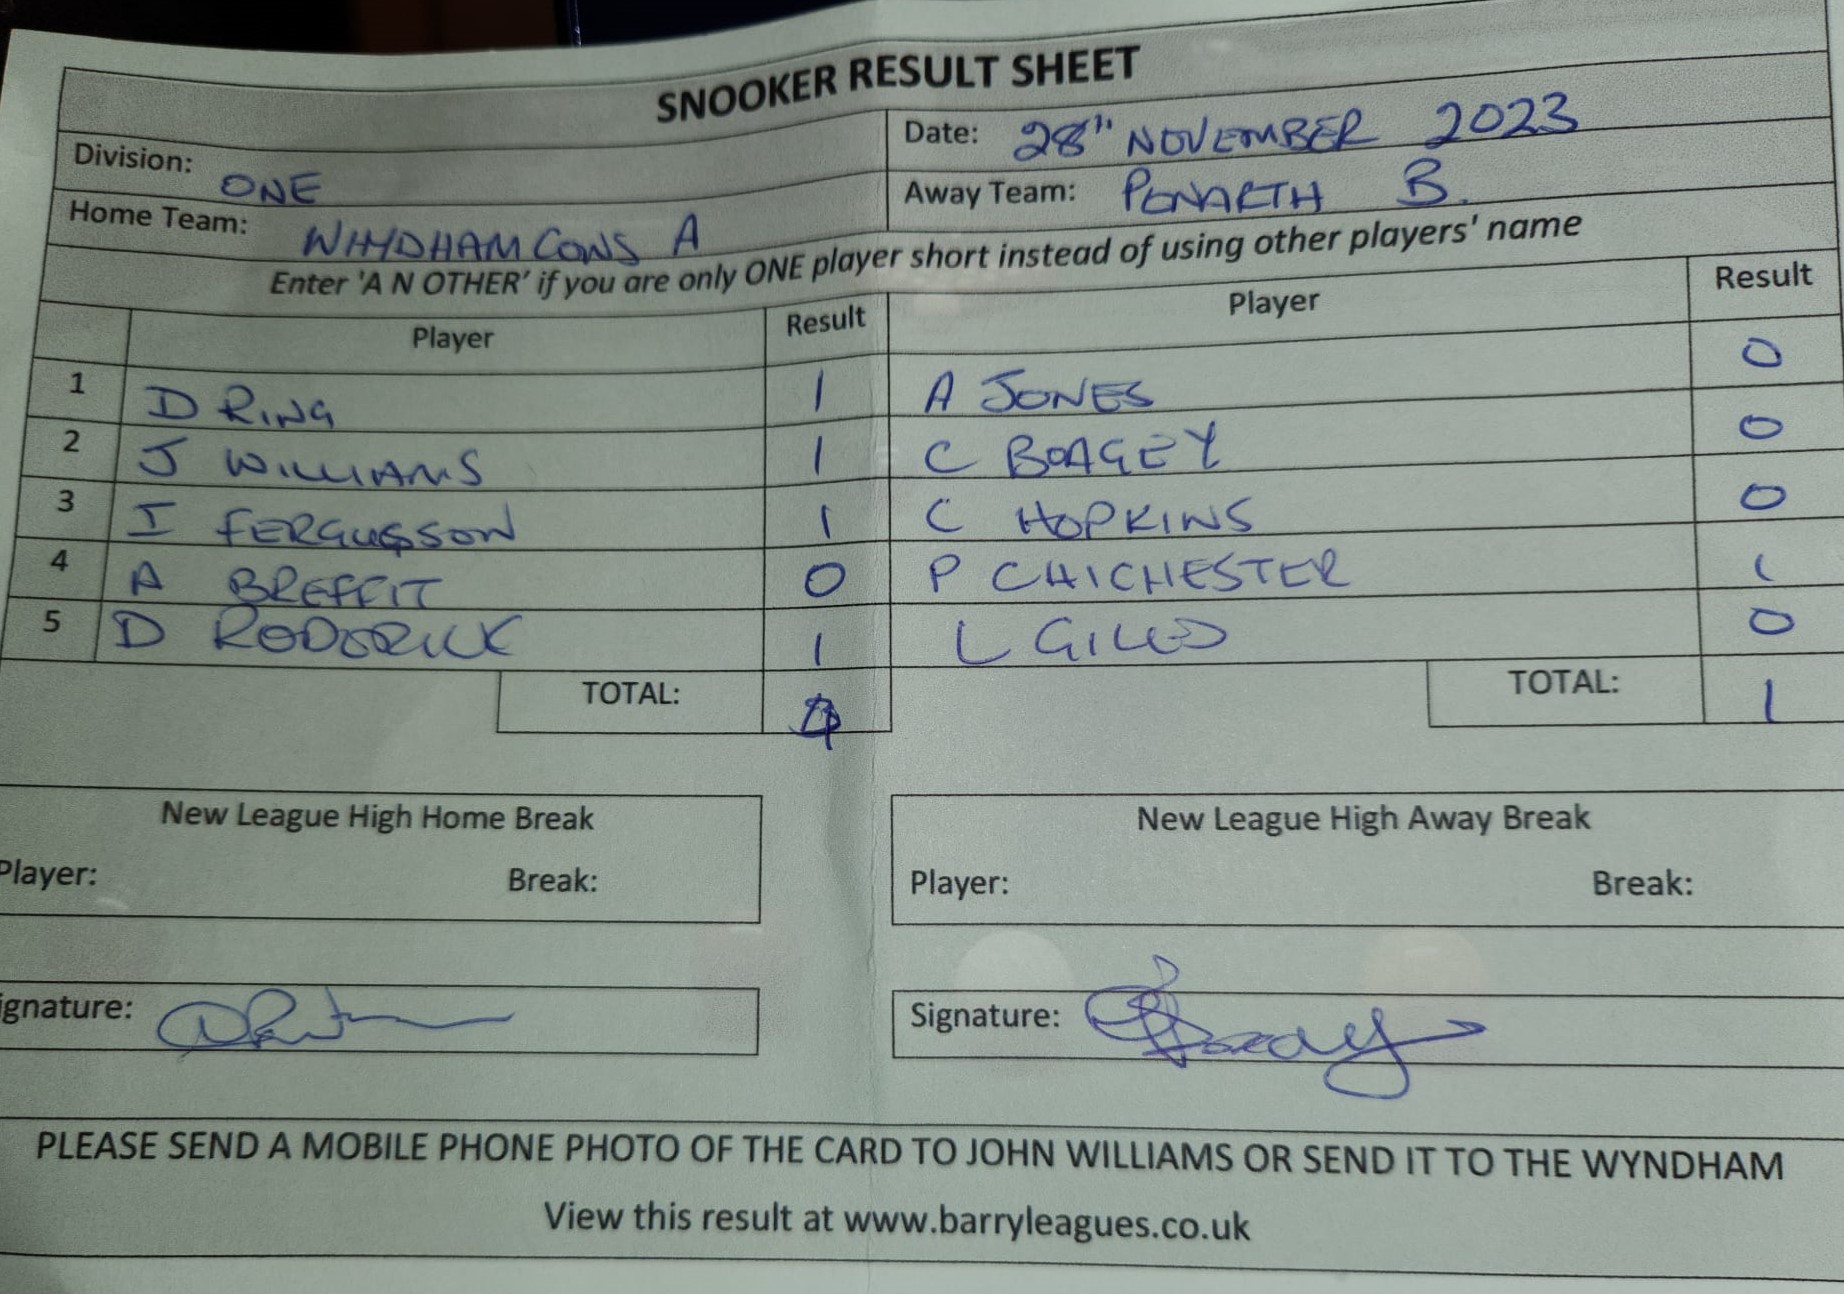 SNOOKER RESULT SHEET
Division: ONE Date: 28TH NOVEMBER 2023
Home Team: WHYDHAM CONS A Away Team: PENARTH B.
Enter 'A N OTHER' if you are only ONE player short instead of using other players' name
Player Result Player Result
1 D RING 1 A JONES 0
2 J WILLIAMS 1 C BOAGEY 0
3 I FERGUSSON 1 C HOPKINS 0
4 A BREFFIT 0 P CHICHESTER 1
5 D RODERICK 1 L GILES 0
TOTAL: 4 TOTAL: 1
New League High Home Break New League High Away Break
Player: Break: Player: Break:
ignature: Signature:
PLEASE SEND A MOBILE PHONE PHOTO OF THE CARD TO JOHN WILLIAMS OR SEND IT TO THE WYNDHAM
View this result at www.barryleagues.co.uk